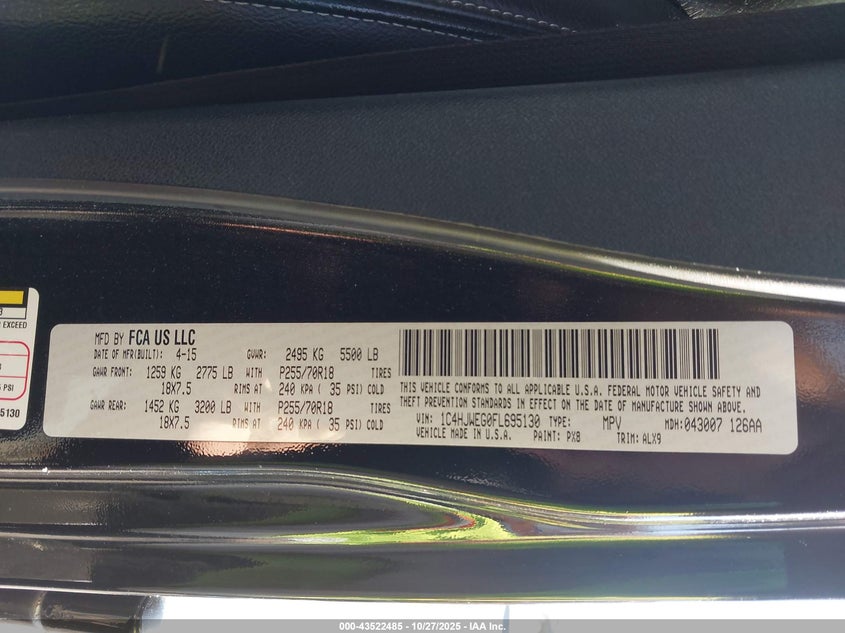 3
R EXCEED
3
5 PSI
95130
MFD BY FCA US LLC
DATE OF MFR(BUILT): 4-15 GVWR: 2495 KG 5500 LB
GAWR FRONT: 1259 KG 2775 LB WITH P255/70R18 TIRES
18X7.5 RIMS AT 240 KPA ( 35 PSI) COLD
GAWR REAR: 1452 KG 3200 LB WITH P255/70R18 TIRES
18X7.5 RIMS AT 240 KPA ( 35 PSI) COLD
THIS VEHICLE CONFORMS TO ALL APPLICABLE U.S.A. FEDERAL MOTOR VEHICLE SAFETY AND
THEFT PREVENTION STANDARDS IN EFFECT ON THE DATE OF MANUFACTURE SHOWN ABOVE.
VIN: 1C4HJWEG0FL695130 TYPE: MPV MDH:043007 126AA
VEHICLE MADE IN U.S.A. PAINT: PX8 TRIM: ALX9
000-43522485 - 10/27/2025 - IAA Inc.